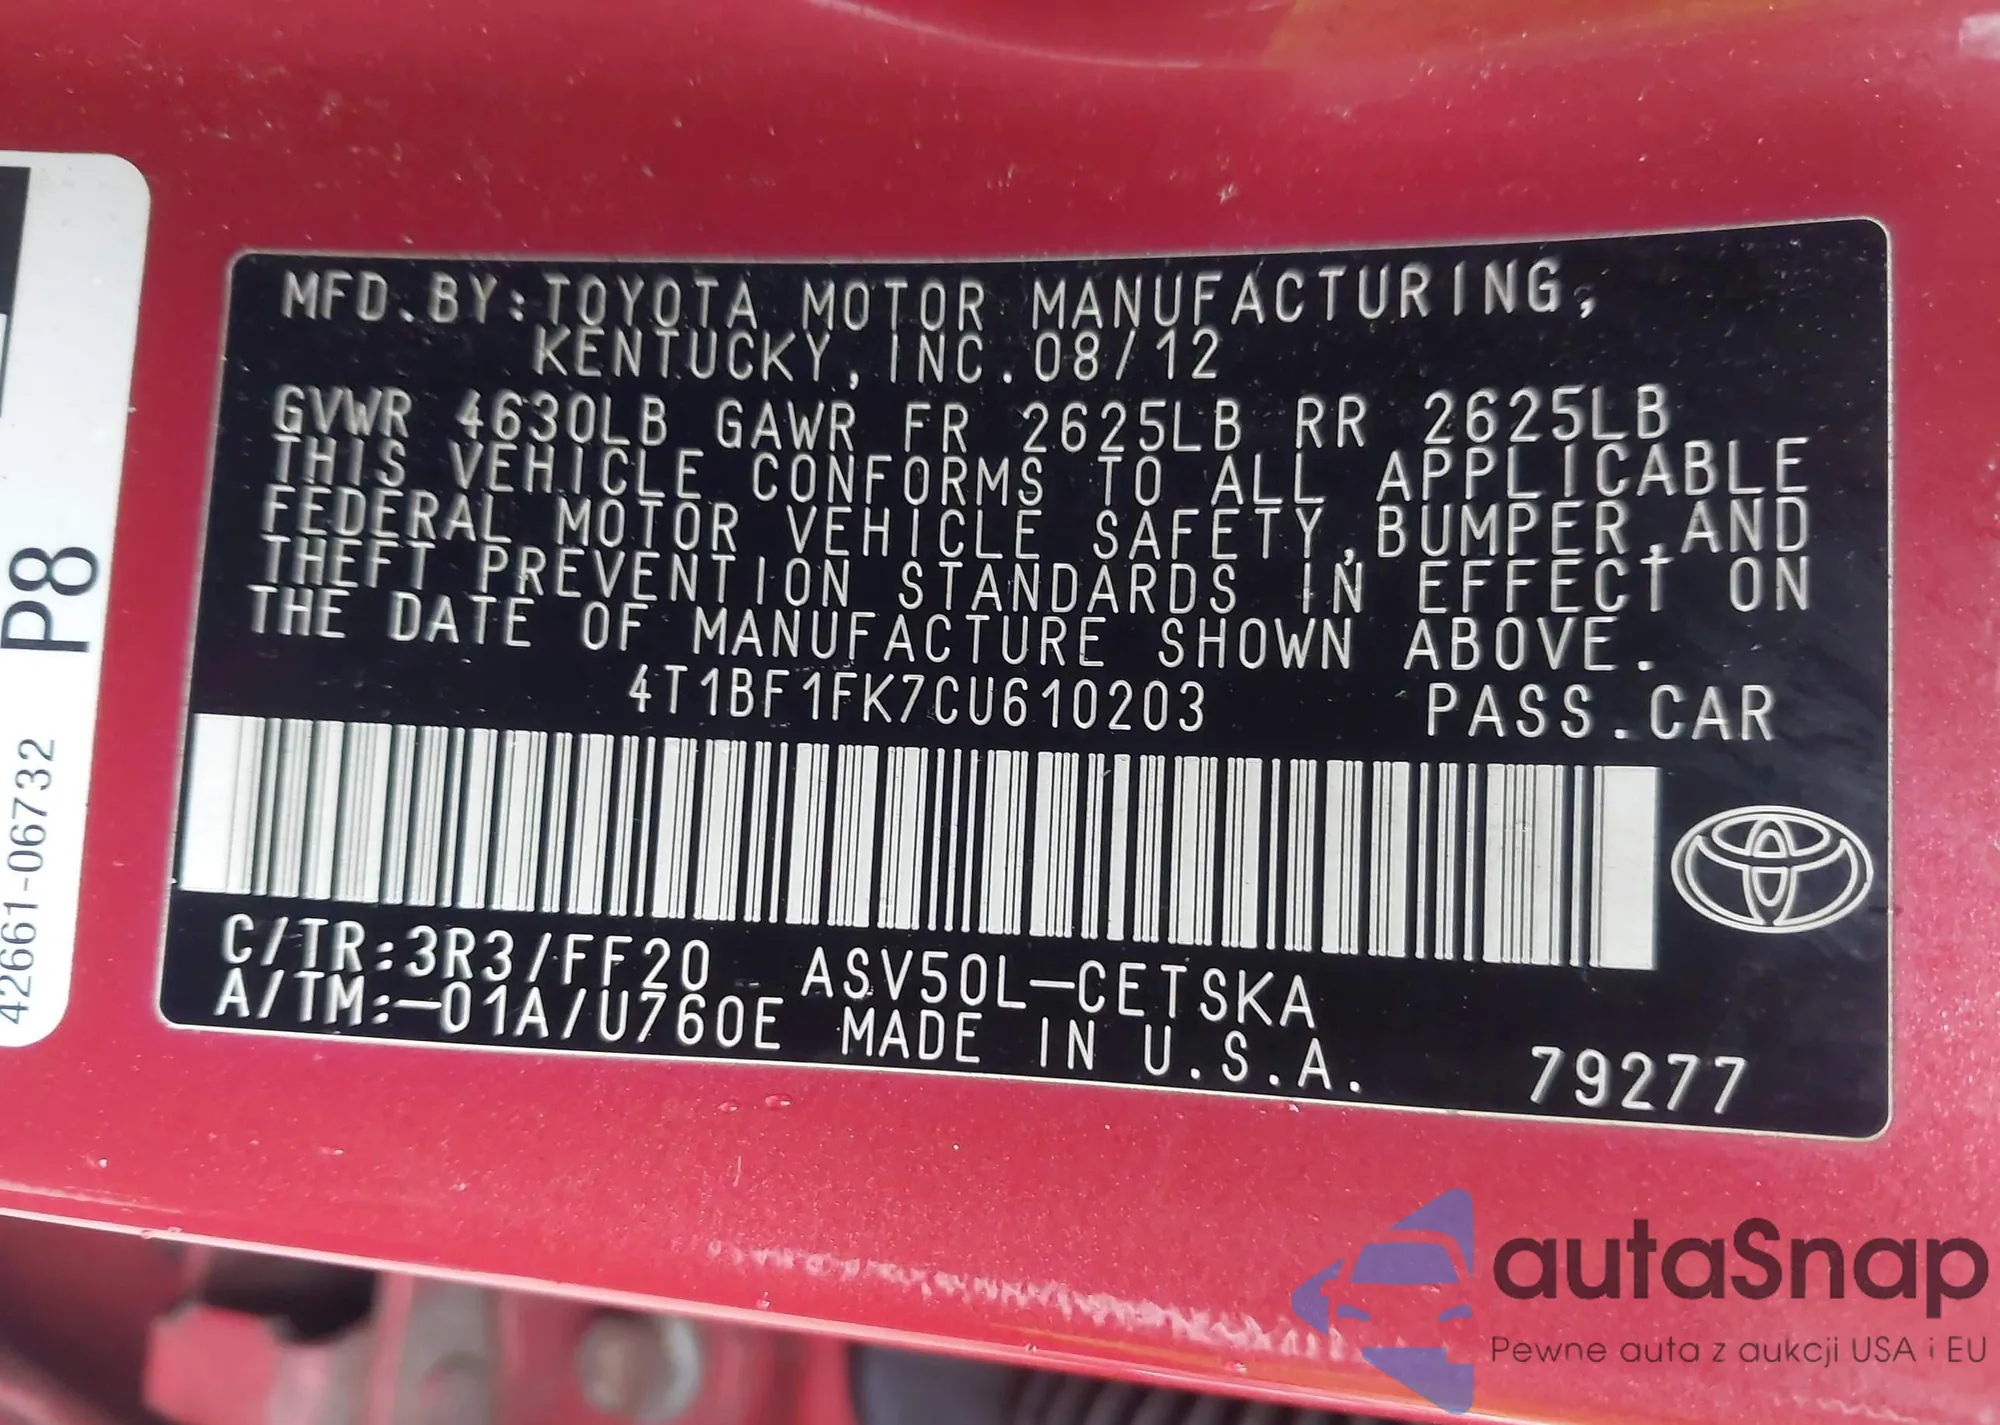 MFD.BY:TOYOTA MOTOR MANUFACTURING,
KENTUCKY, INC.08/12
GVWR 4630LB GAWR FR 2625LB RR 2625LB
THIS VEHICLE CONFORMS TO ALL APPLICABLE
FEDERAL MOTOR VEHICLE SAFETY,BUMPER,AND
THEFT PREVENTION STANDARDS IN EFFECT ON
THE DATE OF MANUFACTURE SHOWN ABOVE.
4T1BF1FK7CU610203 PASS.CAR
C/TR:3R3/FF20 ASV50L-CETSKA
A/TM:-01A/U760E MADE IN U.S.A.
79277
P8
42661-06732
autaSnap
Pewne auta z aukcji USA i EU